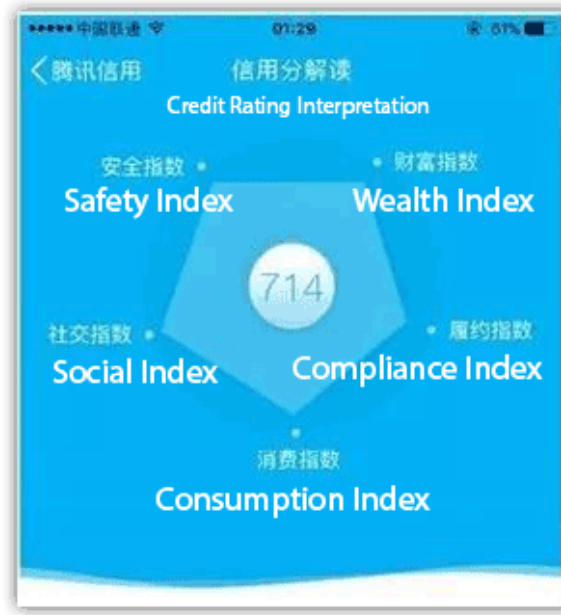 中国联通 01:29 61%
腾讯信用 信用分解读
Credit Rating Interpretation
安全指数 财富指数
Safety Index Wealth Index
714
社交指数 履约指数
Social Index Compliance Index
消费指数
Consumption Index